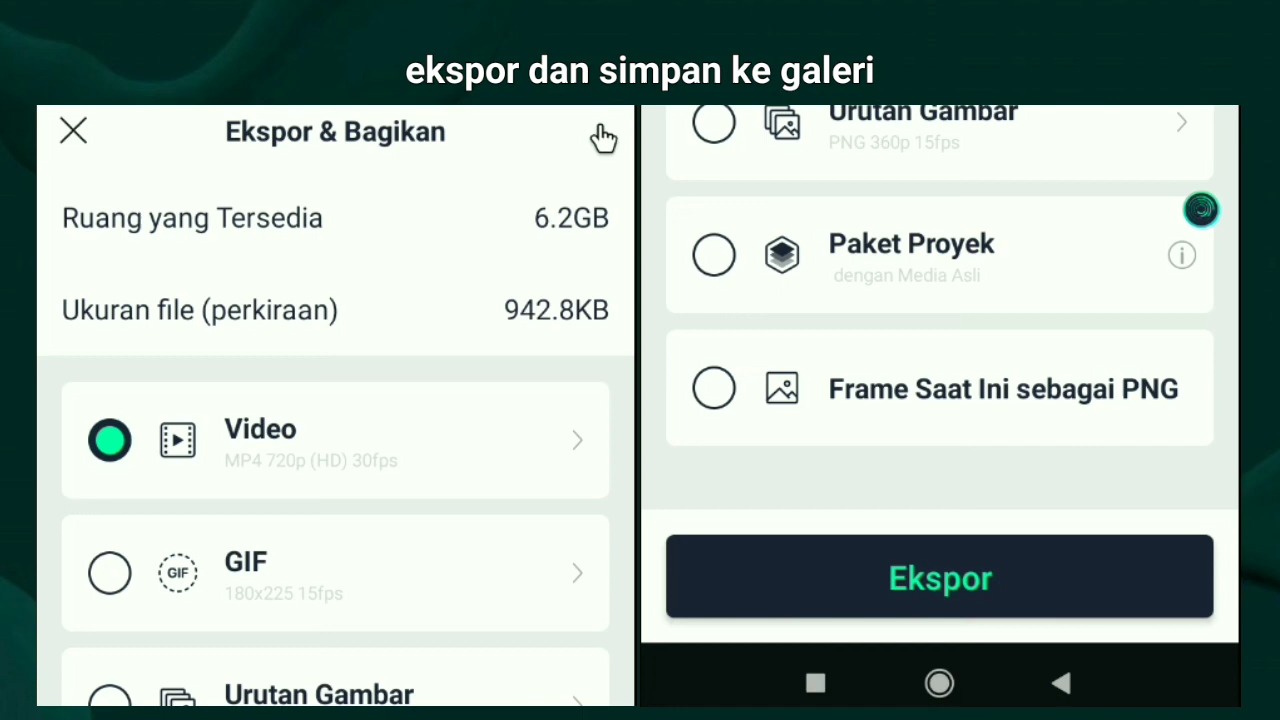 ekspor dan simpan ke galeri
Ekspor & Bagikan
Ruang yang Tersedia 6.2GB
Ukuran file (perkiraan) 942.8KB
Video
MP4 720p (HD) 30fps
GIF
GIF
180x225 15fps
Urutan Gambar
Urutan Gambar
PNG 360p 15fps
Paket Proyek
dengan Media Asli
Frame Saat Ini sebagai PNG
Ekspor